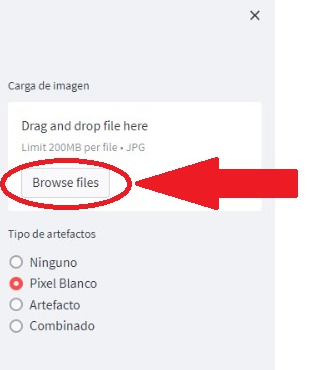 Carga de imagen
Drag and drop file here
Limit 200MB per file • JPG
Browse files
Tipo de artefactos
Ninguno
Pixel Blanco
Artefacto
Combinado